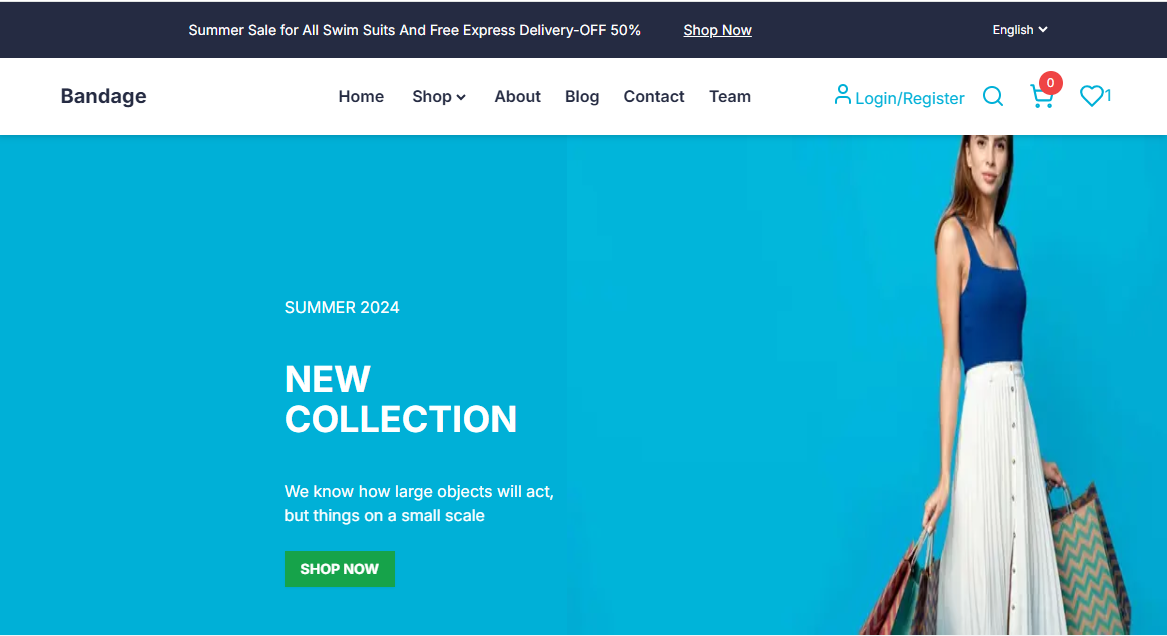 Summer Sale for All Swim Suits And Free Express Delivery-OFF 50% Shop Now English
Bandage Home Shop About Blog Contact Team Login/Register 0 1
SUMMER 2024
NEW
COLLECTION
We know how large objects will act,
but things on a small scale
SHOP NOW